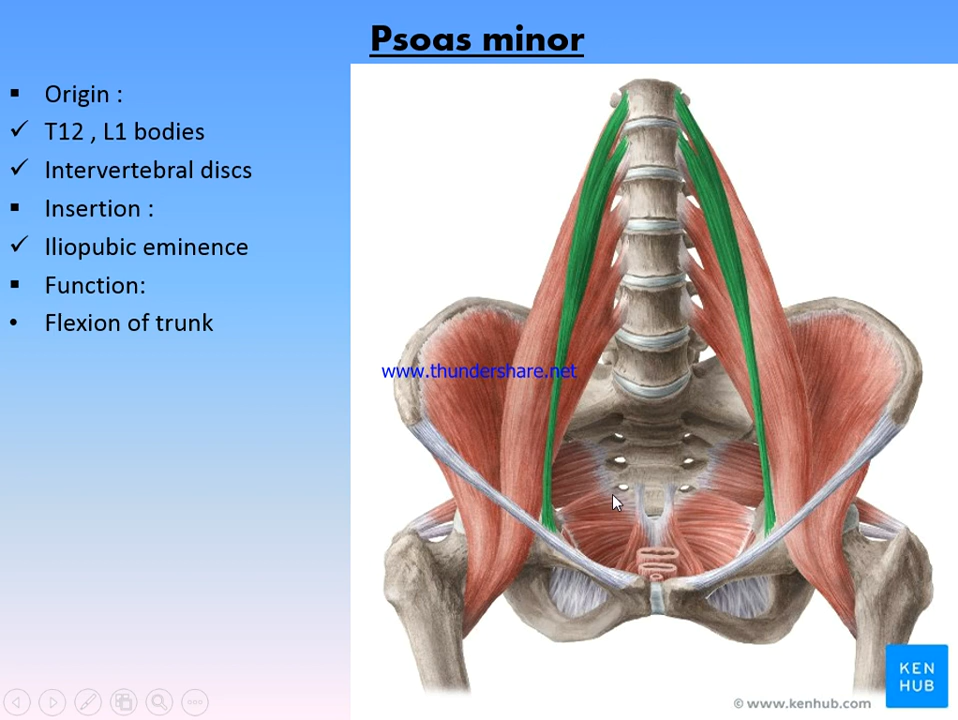 Psoas minor
▪ Origin :
✓ T12 , L1 bodies
✓ Intervertebral discs
▪ Insertion :
✓ Iliopubic eminence
▪ Function:
• Flexion of trunk
www.thundershare.net
KEN
HUB
© www.kenhub.com